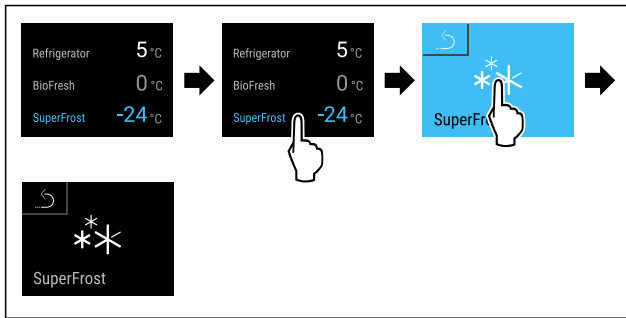 Refrigerator 5 °C
BioFresh 0 °C
SuperFrost -24 °C
Refrigerator 5 °C
BioFresh 0 °C
SuperFrost -24 °C
SuperFr
SuperFrost